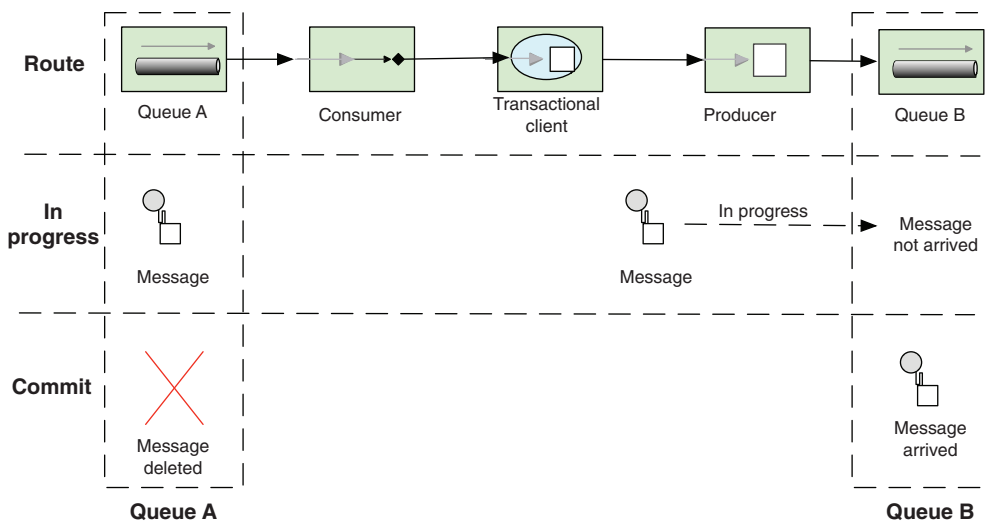 Route
Queue A
Consumer
Transactional
client
Producer
Queue B
In
progress
Message
Message
In progress
Message
not arrived
Commit
Message
deleted
Message
arrived
Queue A
Queue B